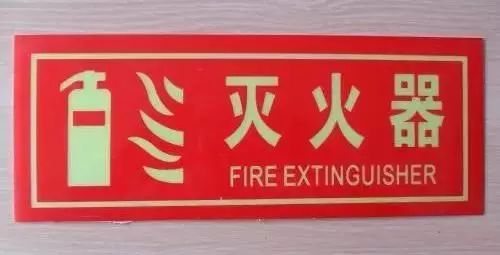 灭火器
FIRE EXTINGUISHER